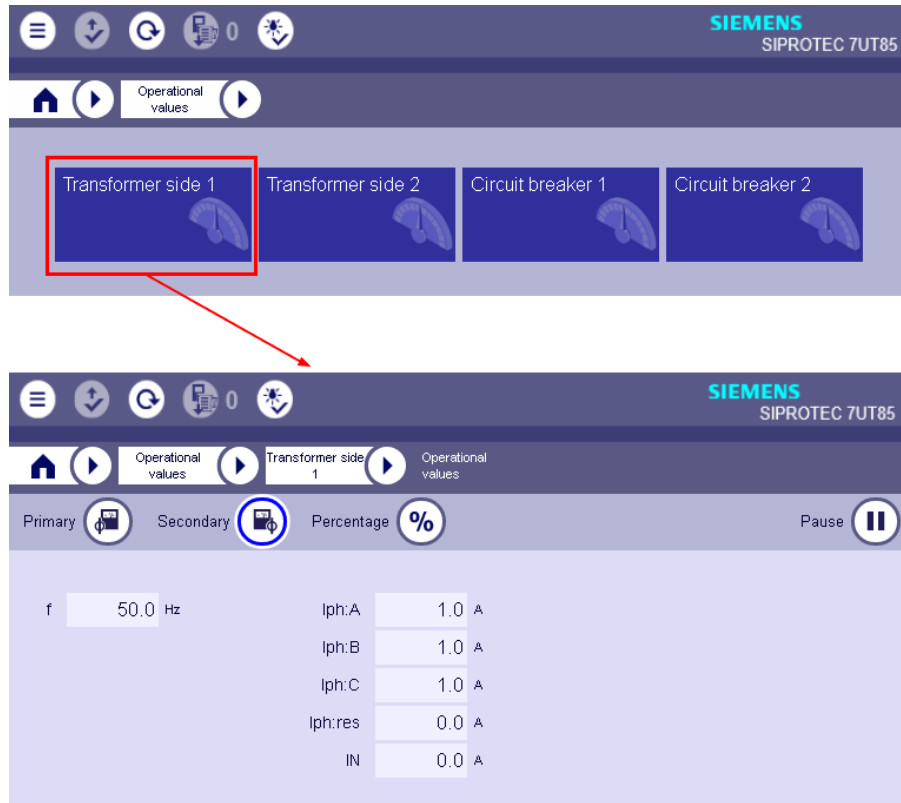 0
SIEMENS
SIPROTEC 7UT85
Operational
values
Transformer side 1
Transformer side 2
Circuit breaker 1
Circuit breaker 2
0
SIEMENS
SIPROTEC 7UT85
Operational
values
Transformer side
1
Operational
values
Primary
Secondary
Percentage
%
Pause
f 50.0 Hz
Iph:A 1.0 A
Iph:B 1.0 A
Iph:C 1.0 A
Iph:res 0.0 A
IN 0.0 A